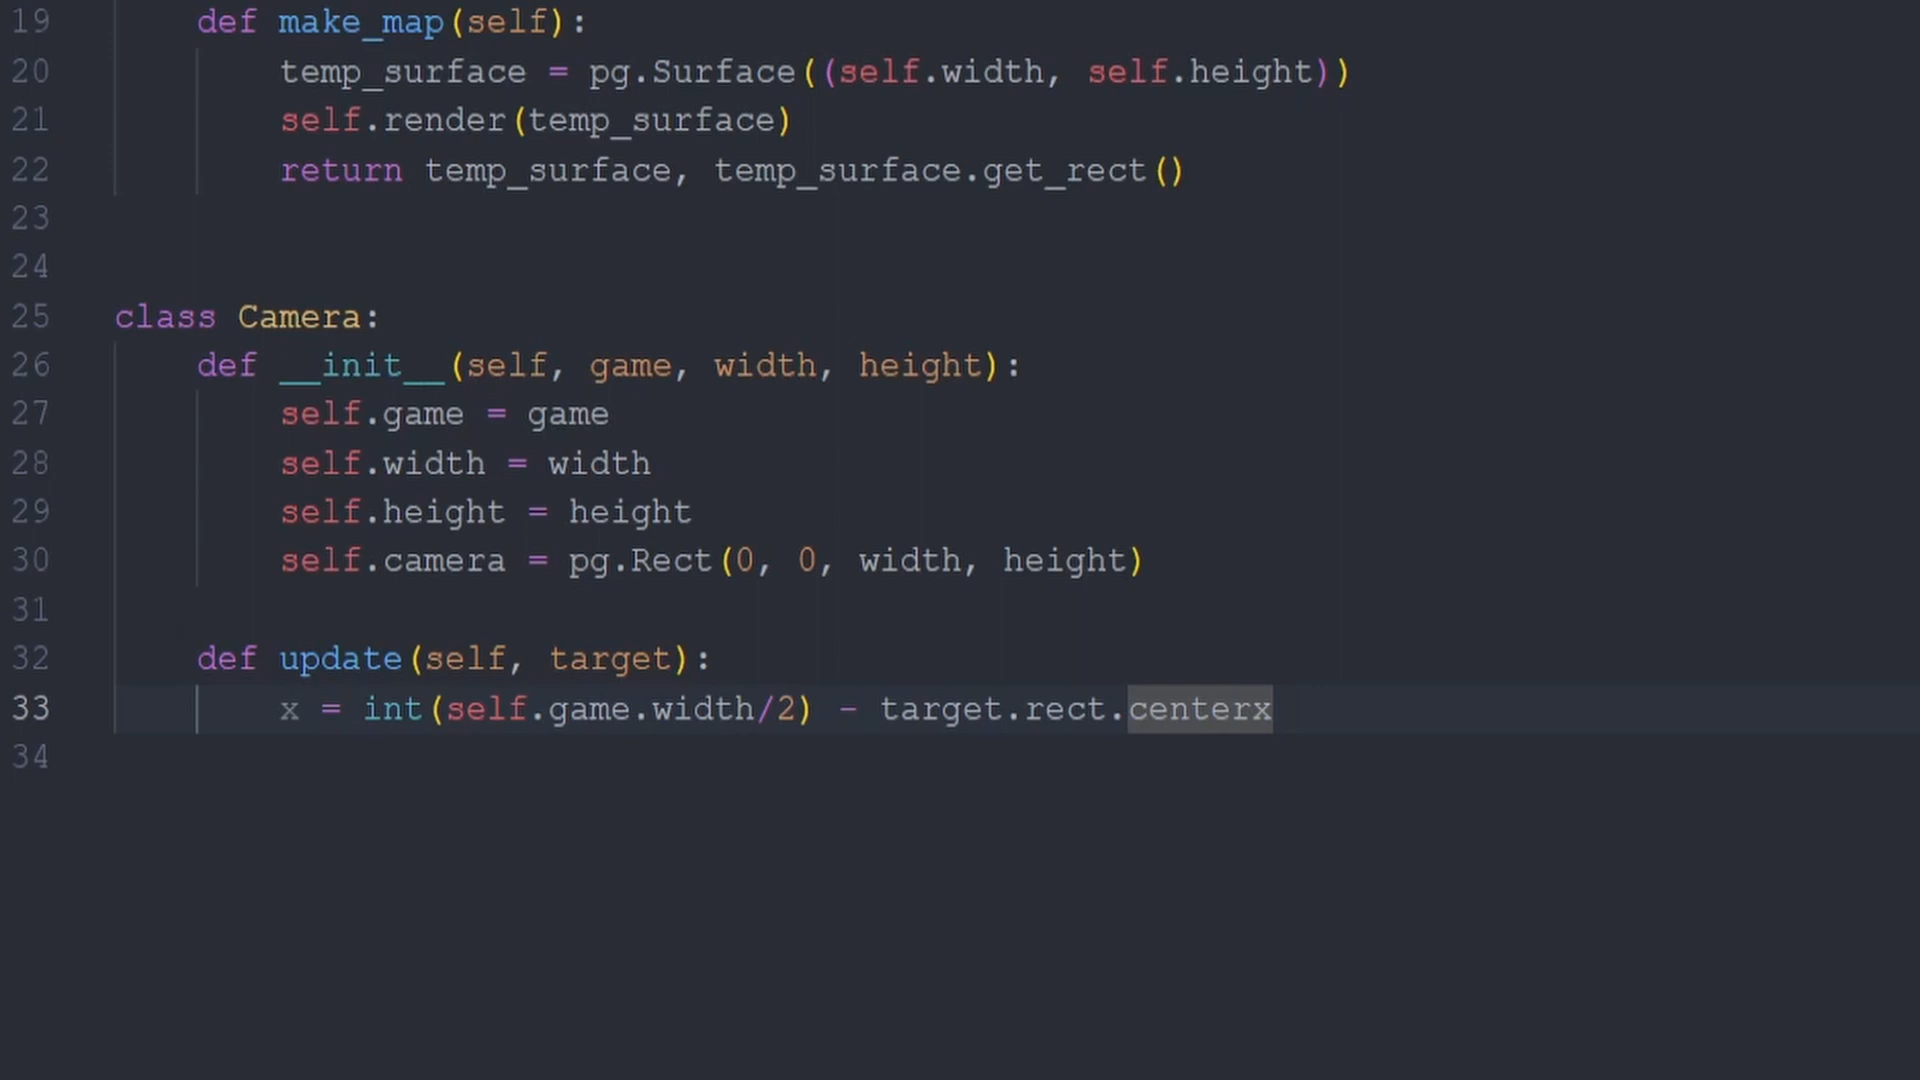 19 def make_map(self):
20 temp_surface = pg.Surface((self.width, self.height))
21 self.render(temp_surface)
22 return temp_surface, temp_surface.get_rect()
23
24
25 class Camera:
26 def __init__(self, game, width, height):
27 self.game = game
28 self.width = width
29 self.height = height
30 self.camera = pg.Rect(0, 0, width, height)
31
32 def update(self, target):
33 x = int(self.game.width/2) - target.rect.centerx
34